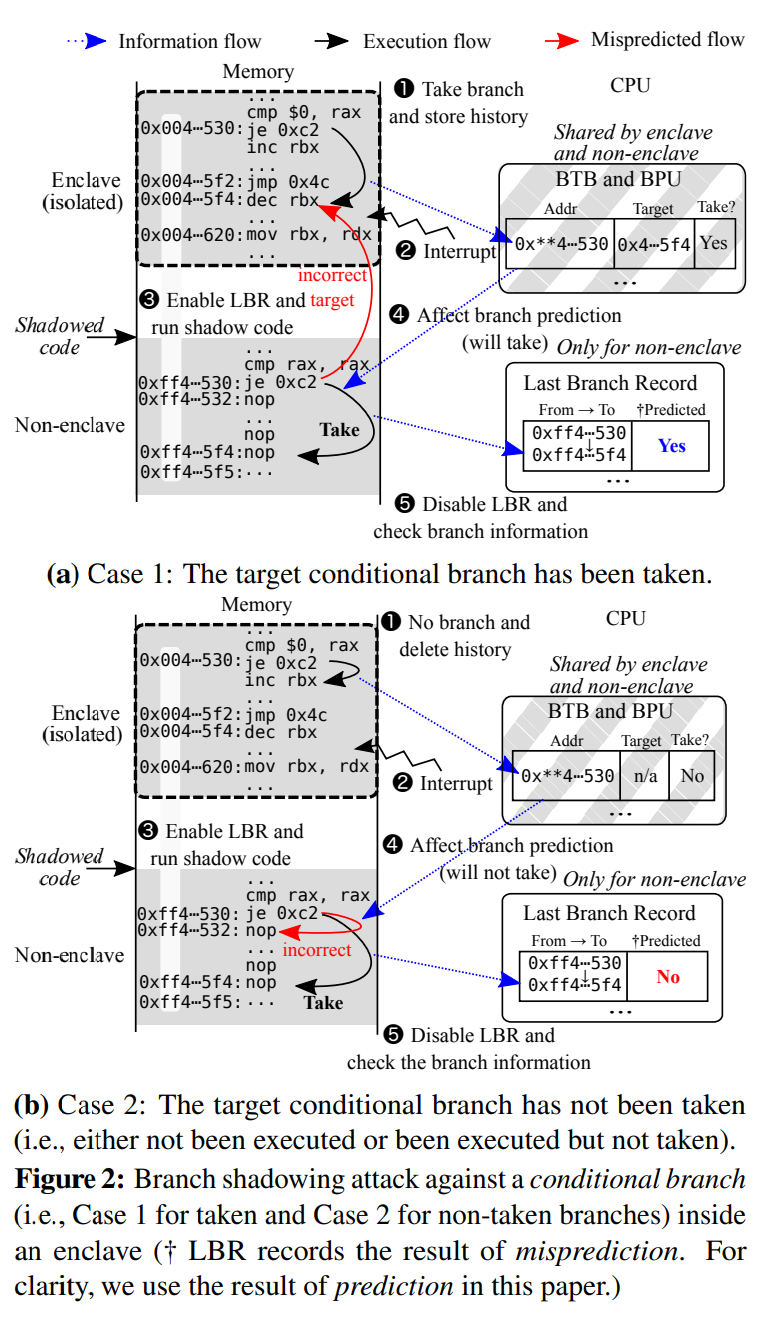 Information flow Execution flow Mispredicted flow
Memory
CPU
...
cmp $0, rax
0x004⋯530: je 0xc2
inc rbx
...
0x004⋯5f2: jmp 0x4c
0x004⋯5f4: dec rbx
...
0x004⋯620: mov rbx, rdx
...
Enclave
(isolated)
❶ Take branch
and store history
Shared by enclave
and non-enclave
BTB and BPU
Addr Target Take?
0x**4⋯530 0x4⋯5f4 Yes
...
❷ Interrupt
incorrect
target
❸ Enable LBR and
run shadow code
❹ Affect branch prediction
(will take)
Shadowed
code
Only for non-enclave
...
cmp rax, rax
0xff4⋯530: je 0xc2
0xff4⋯532: nop
...
nop
0xff4⋯5f4: nop
0xff4⋯5f5: ⋯
Non-enclave
Take
Last Branch Record
From → To †Predicted
0xff4⋯530
↓
0xff4⋯5f4
Yes
...
❺ Disable LBR and
check branch information
(a) Case 1: The target conditional branch has been taken.
Memory
CPU
...
cmp $0, rax
0x004⋯530: je 0xc2
inc rbx
...
0x004⋯5f2: jmp 0x4c
0x004⋯5f4: dec rbx
...
0x004⋯620: mov rbx, rdx
...
Enclave
(isolated)
❶ No branch and
delete history
Shared by enclave
and non-enclave
BTB and BPU
Addr Target Take?
0x**4⋯530 n/a No
...
❷ Interrupt
❸ Enable LBR and
run shadow code
❹ Affect branch prediction
(will not take)
Shadowed
code
Only for non-enclave
...
cmp rax, rax
0xff4⋯530: je 0xc2
0xff4⋯532: nop
incorrect
...
nop
0xff4⋯5f4: nop
0xff4⋯5f5: ⋯
Non-enclave
Take
Last Branch Record
From → To †Predicted
0xff4⋯530
↓
0xff4⋯5f4
No
...
❺ Disable LBR and
check the branch information
(b) Case 2: The target conditional branch has not been taken
(i.e., either not been executed or been executed but not taken).
Figure 2: Branch shadowing attack against a conditional branch
(i.e., Case 1 for taken and Case 2 for non-taken branches) inside
an enclave († LBR records the result of misprediction. For
clarity, we use the result of prediction in this paper.)